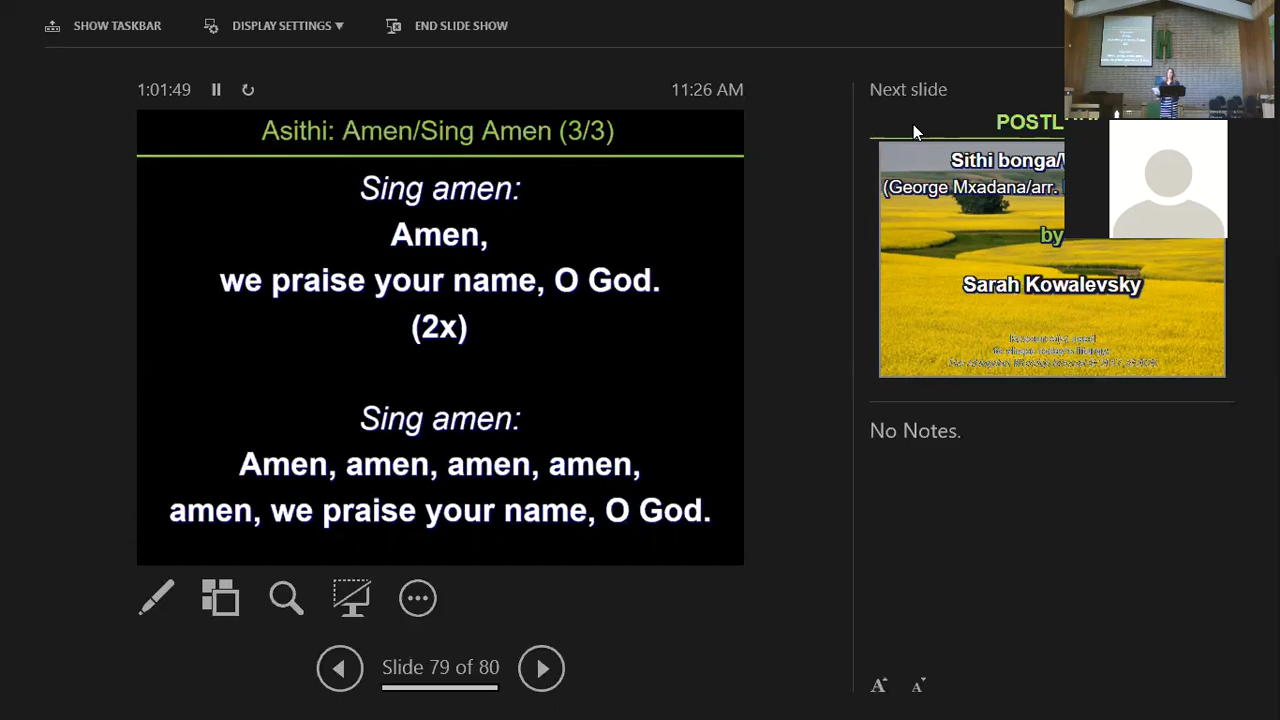 SHOW TASKBAR
DISPLAY SETTINGS ▼
END SLIDE SHOW
1:01:49
11:26 AM
Asithi: Amen/Sing Amen (3/3)
Sing amen:
Amen,
we praise your name, O God.
(2x)
Sing amen:
Amen, amen, amen, amen,
amen, we praise your name, O God.
Slide 79 of 80
Next slide
POSTL
Sithi bonga/
(George Mxadana/arr.
by
Sarah Kowalevsky
No Notes.
A A